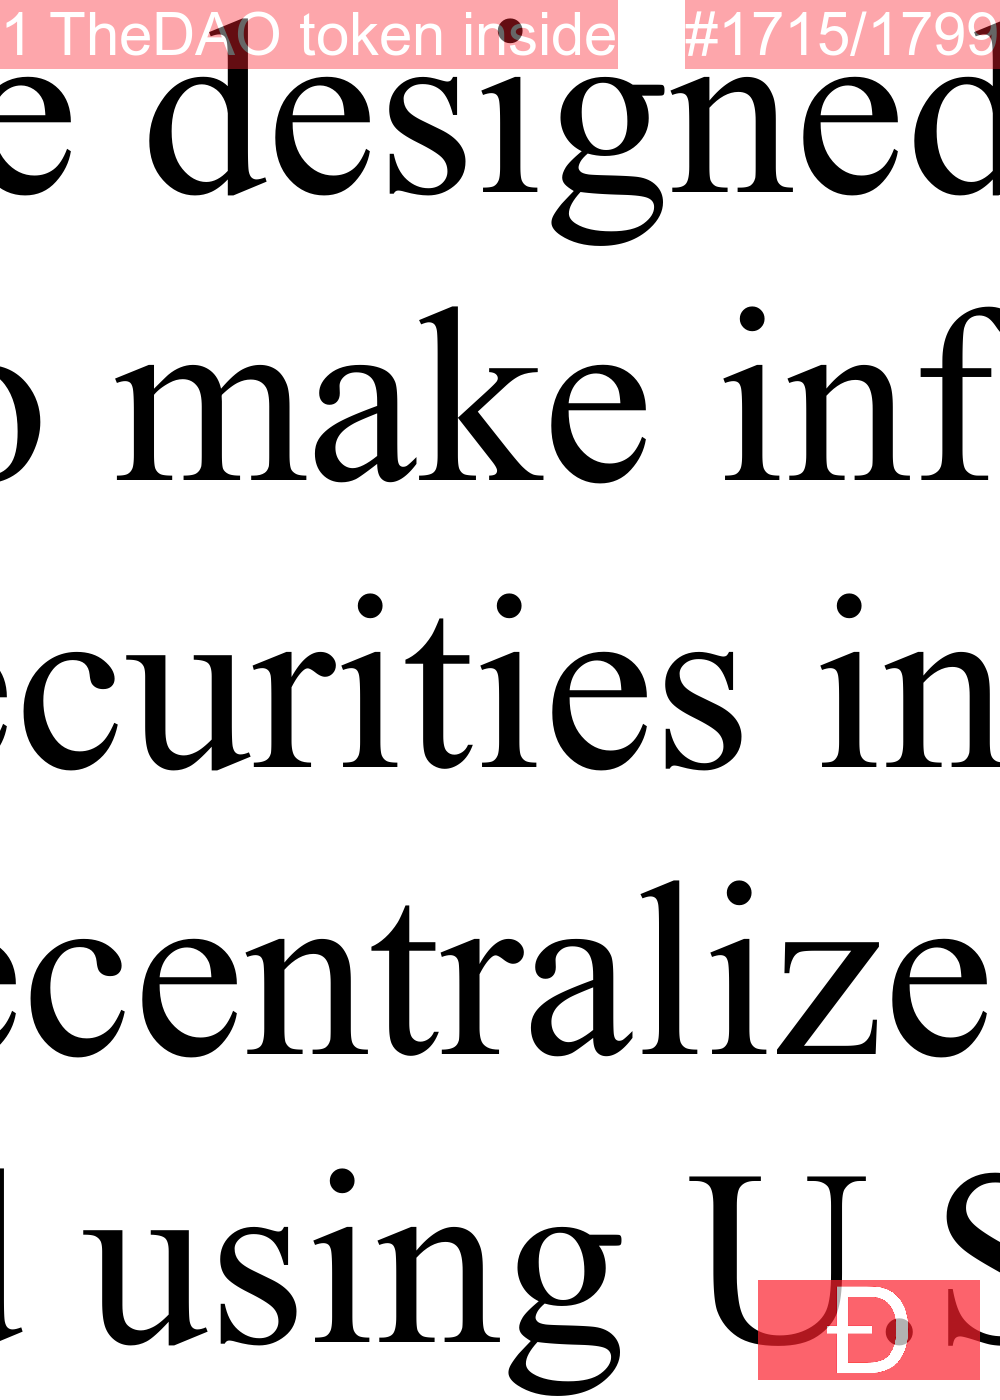 1 TheDAO token inside #1715/1799
e designed
o make inf
ecurities in
ecentralize
d using U.S
Đ